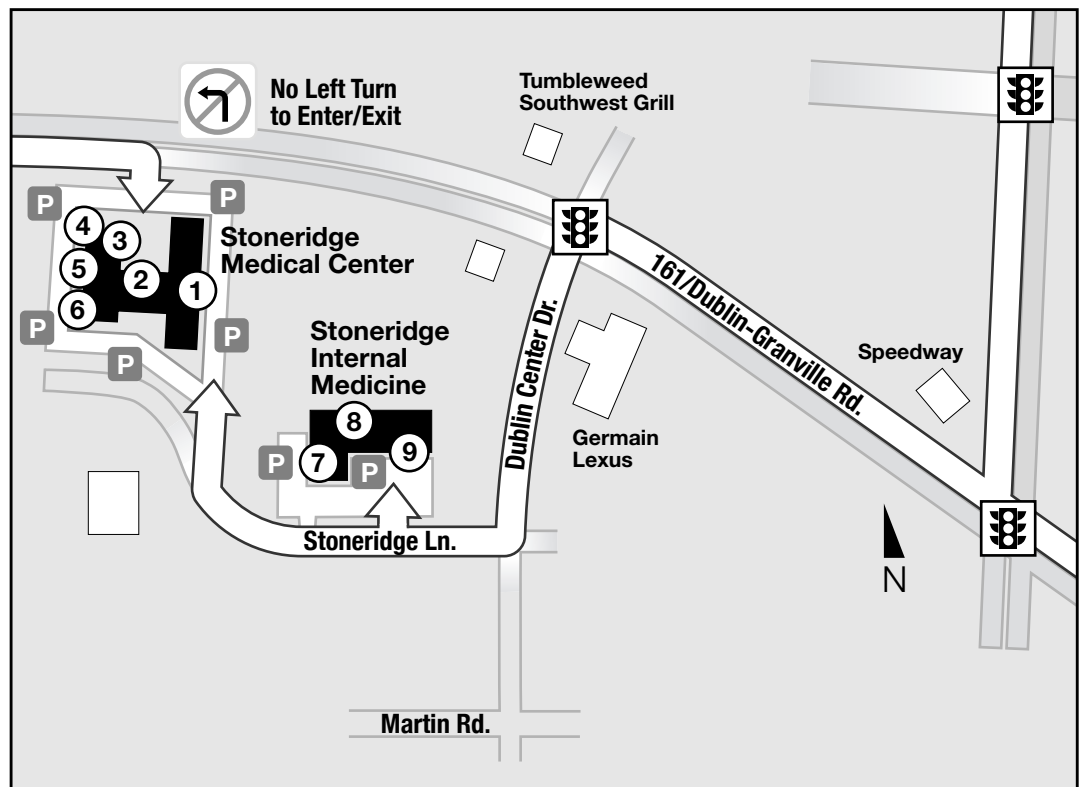 No Left Turn
to Enter/Exit
Tumbleweed
Southwest Grill
P
P
4
3
Stoneridge
Medical Center
5
2
1
6
161/Dublin-Granville Rd.
P
P
P
Stoneridge
Internal
Medicine
Dublin Center Dr.
Speedway
8
Germain
Lexus
P
7
P
9
Stoneridge Ln.
N
Martin Rd.